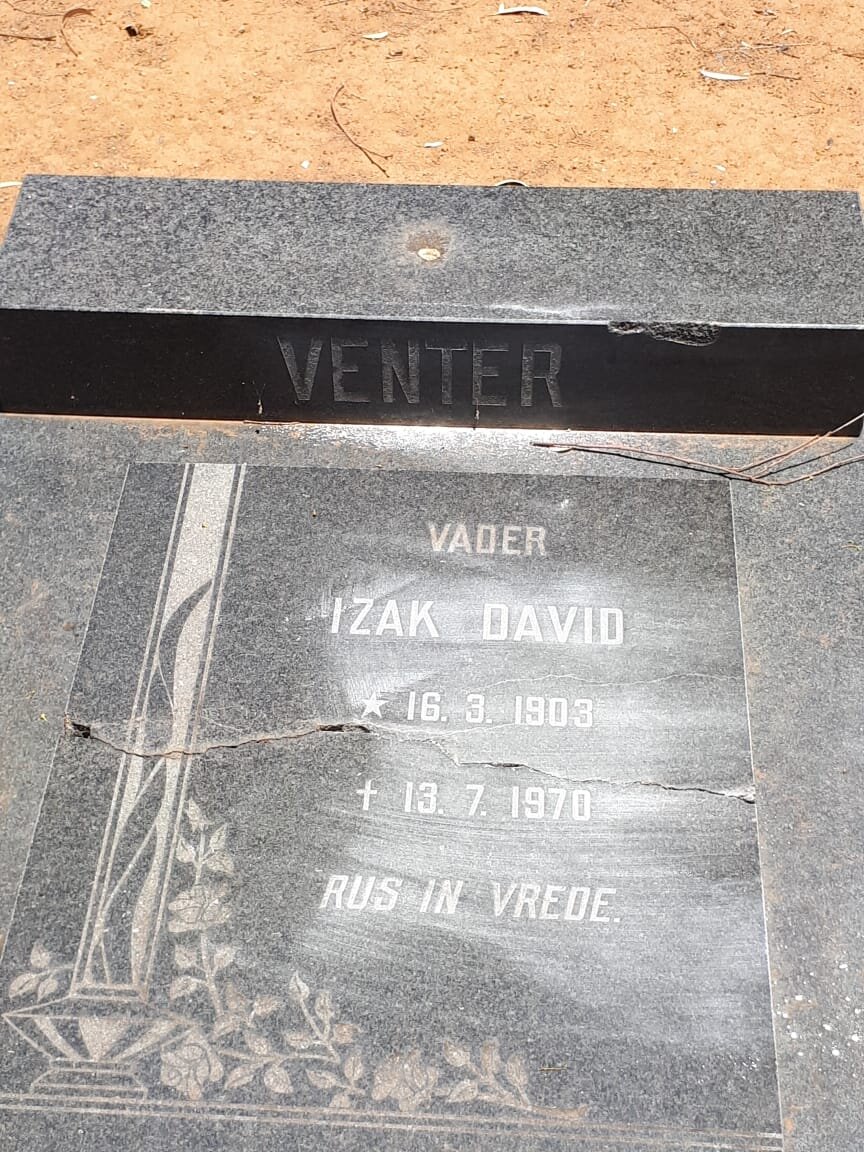 VENTER
VADER
IZAK DAVID
★ 16. 3. 1903
† 13. 7. 1970
RUS IN VREDE.